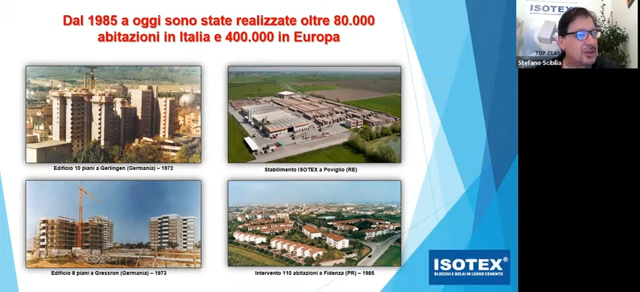 Dal 1985 a oggi sono state realizzate oltre 80.000
abitazioni in Italia e 400.000 in Europa
Edificio 10 piani a Gerlingen (Germania) – 1972
Stabilimento ISOTEX a Poviglio (RE)
Edificio 8 piani a Gressron (Germania) – 1973
Intervento 110 abitazioni a Fidenza (PR) – 1985
ISOTEX®
BLOCCHI E SOLAI IN LEGNO CEMENTO
ISOTEX®
TOP CLASS
Stefano Scibilia